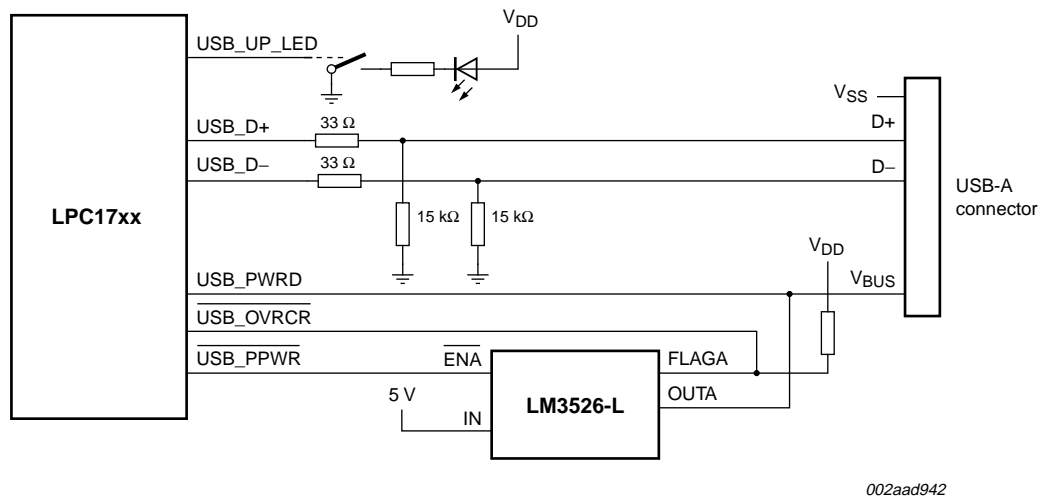 USB_UP_LED
VDD
VSS
USB_D+
33 Ω
D+
USB_D−
33 Ω
D−
USB-A
connector
LPC17xx
15 kΩ
15 kΩ
VDD
USB_PWRD
VBUS
USB_OVRCR
USB_PPWR
ENA
FLAGA
5 V
OUTA
IN
LM3526-L
002aad942